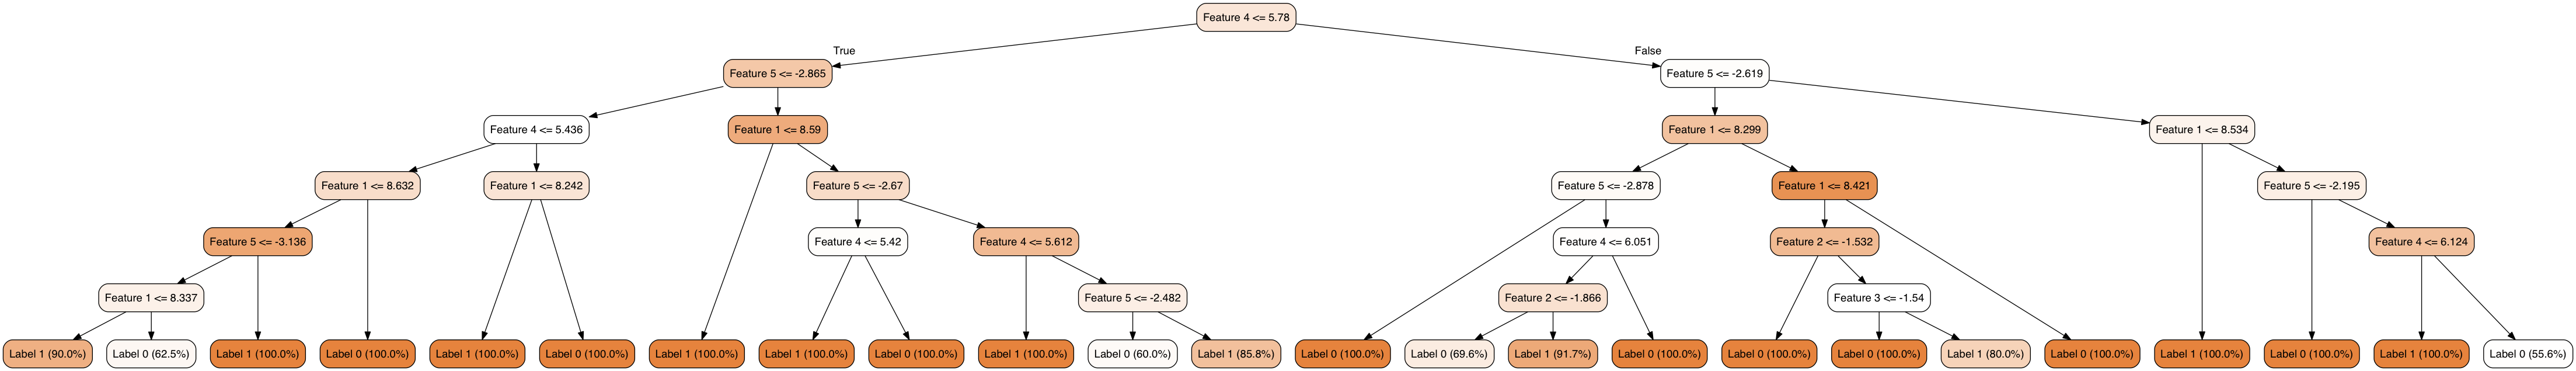 Feature 4 <= 5.78
True
False
Feature 5 <= -2.865
Feature 5 <= -2.619
Feature 4 <= 5.436
Feature 1 <= 8.59
Feature 1 <= 8.299
Feature 1 <= 8.534
Feature 1 <= 8.632
Feature 1 <= 8.242
Feature 5 <= -2.67
Feature 5 <= -2.878
Feature 1 <= 8.421
Feature 5 <= -2.195
Feature 5 <= -3.136
Feature 4 <= 5.42
Feature 4 <= 5.612
Feature 4 <= 6.051
Feature 2 <= -1.532
Feature 4 <= 6.124
Feature 1 <= 8.337
Feature 5 <= -2.482
Feature 2 <= -1.866
Feature 3 <= -1.54
Label 1 (90.0%)
Label 0 (62.5%)
Label 1 (100.0%)
Label 0 (100.0%)
Label 1 (100.0%)
Label 0 (100.0%)
Label 1 (100.0%)
Label 1 (100.0%)
Label 0 (100.0%)
Label 1 (100.0%)
Label 0 (60.0%)
Label 1 (85.8%)
Label 0 (100.0%)
Label 0 (69.6%)
Label 1 (91.7%)
Label 0 (100.0%)
Label 0 (100.0%)
Label 0 (100.0%)
Label 1 (80.0%)
Label 0 (100.0%)
Label 1 (100.0%)
Label 0 (100.0%)
Label 1 (100.0%)
Label 0 (55.6%)